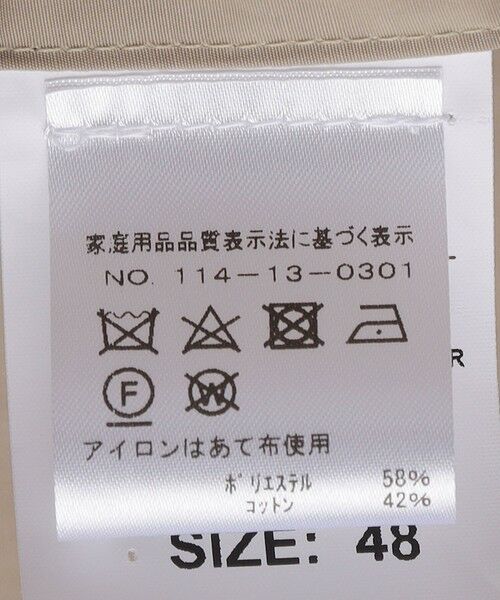 家庭用品品質表示法に基づく表示
NO. 114-13-0301
F
W
アイロンはあて布使用
ポリエステル 58%
コットン 42%
R
SIZE: 48